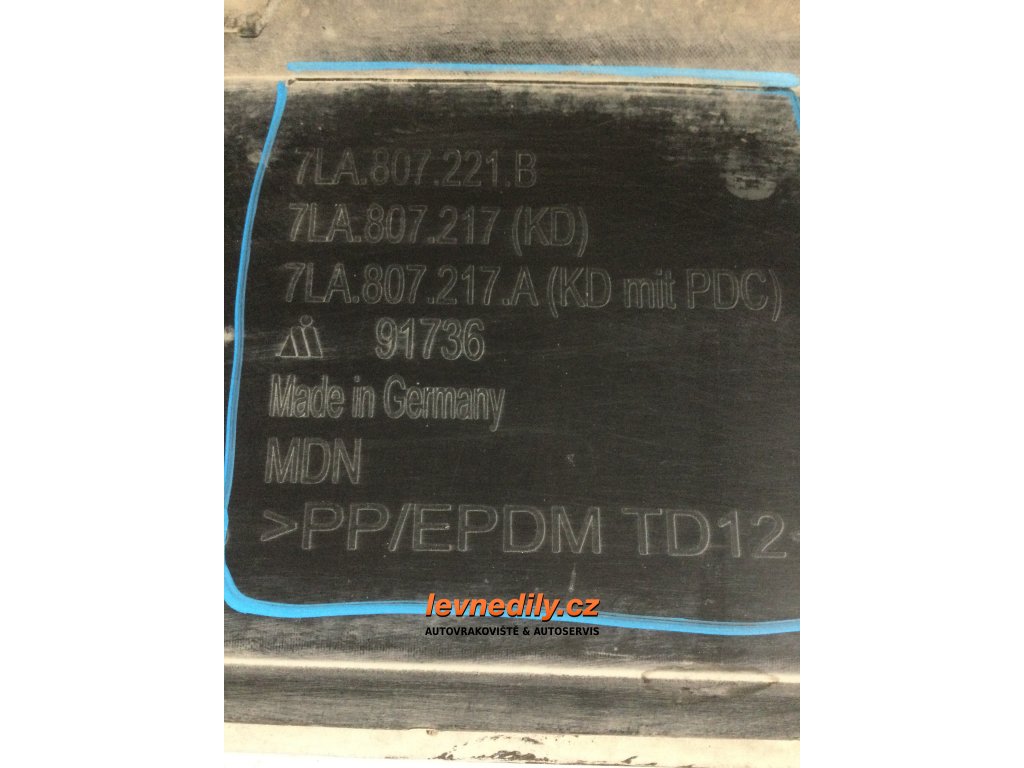 7LA.807.221.B
7LA.807.217 (KD)
7LA.807.217.A (KD mit PDC)
91736
Made in Germany
MDN
>PP/EPDM TD12<
levnedily.cz
AUTOVRAKOVIŠTĚ & AUTOSERVIS